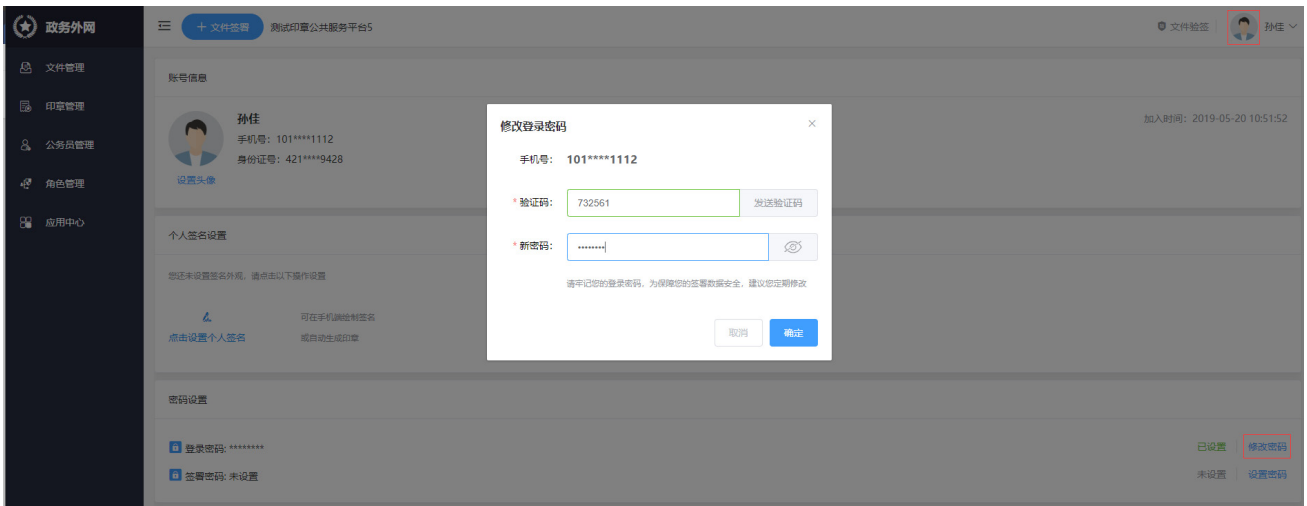 政务外网
+ 文件签署 测试印章公共服务平台5
文件验签 孙佳
文件管理
印章管理
公务员管理
角色管理
应用中心
账号信息
孙佳
手机号：101****1112
身份证号：421****9428
设置头像
加入时间：2019-05-20 10:51:52
个人签名设置
您还未设置签名外观，请点击以下操作设置
点击设置个人签名
可在手机端绘制签名
或自动生成印章
密码设置
登录密码: ********
已设置 修改密码
签署密码: 未设置
未设置 设置密码
修改登录密码 ×
手机号： 101****1112
*验证码： 732561 发送验证码
*新密码： ••••••••
请牢记您的登录密码，为保障您的签署数据安全，建议您定期修改
取消 确定